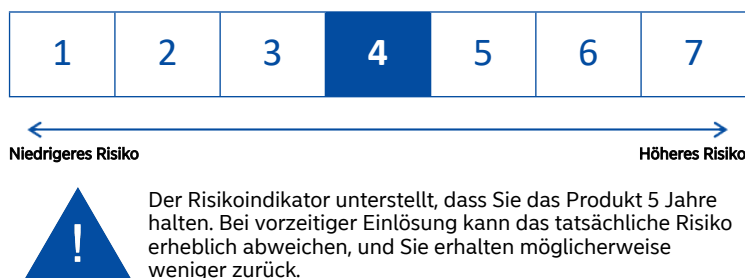 1 2 3 4 5 6 7
Niedrigeres Risiko Höheres Risiko
!
Der Risikoindikator unterstellt, dass Sie das Produkt 5 Jahre
halten. Bei vorzeitiger Einlösung kann das tatsächliche Risiko
erheblich abweichen, und Sie erhalten möglicherweise
weniger zurück.